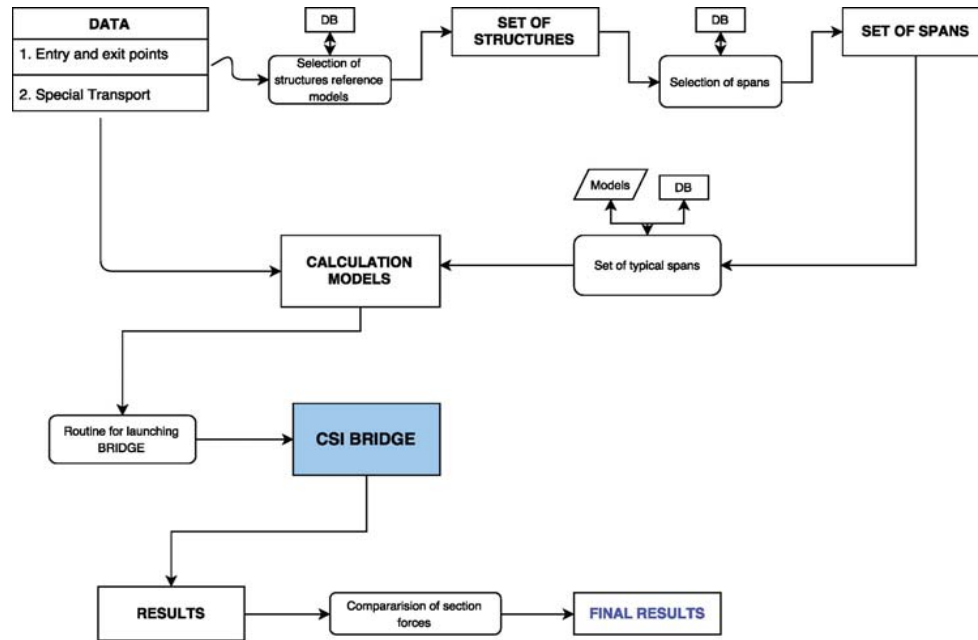 DATA
1. Entry and exit points
2. Special Transport
DB
Selection of
structures reference
models
SET OF
STRUCTURES
DB
Selection of spans
SET OF SPANS
Models
DB
Set of typical spans
CALCULATION
MODELS
Routine for launching
BRIDGE
CSI BRIDGE
RESULTS
Compararision of section
forces
FINAL RESULTS